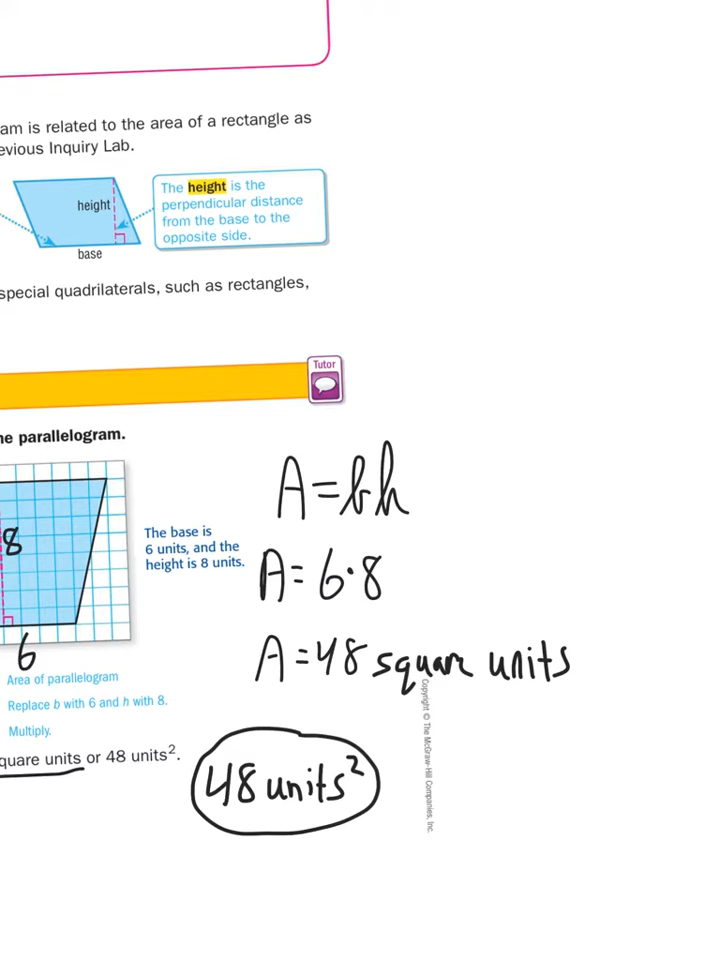 am is related to the area of a rectangle as
evious Inquiry Lab.
height
base
The height is the
perpendicular distance
from the base to the
opposite side.
special quadrilaterals, such as rectangles,
Tutor
ne parallelogram.
8
6
The base is
6 units, and the
height is 8 units.
A = bh
A = 6·8
A = 48 square units
Area of parallelogram
Replace b with 6 and h with 8.
Multiply.
quare units or 48 units².
48 units²
Copyright © The McGraw-Hill Companies, Inc.